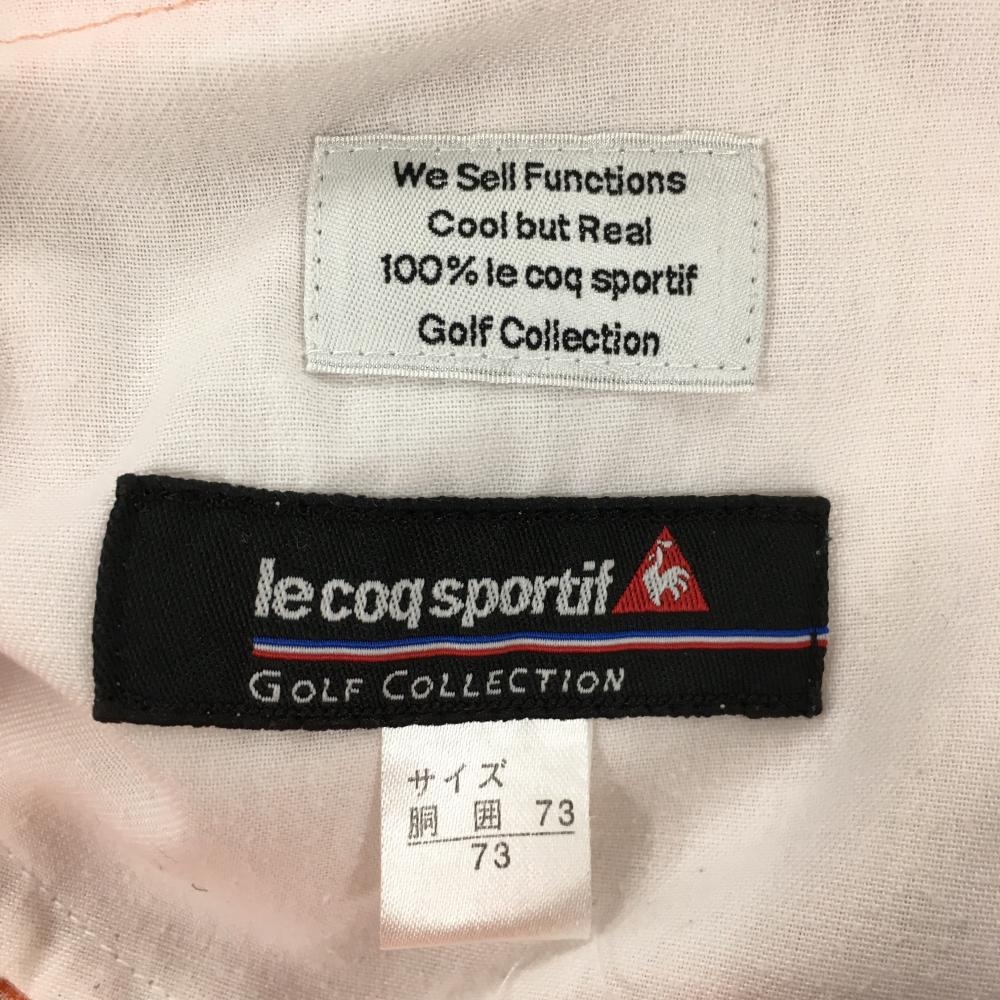 We Sell Functions
Cool but Real
100% le coq sportif
Golf Collection
le coq sportif
GOLF COLLECTION
サイズ
胴 囲 73
73